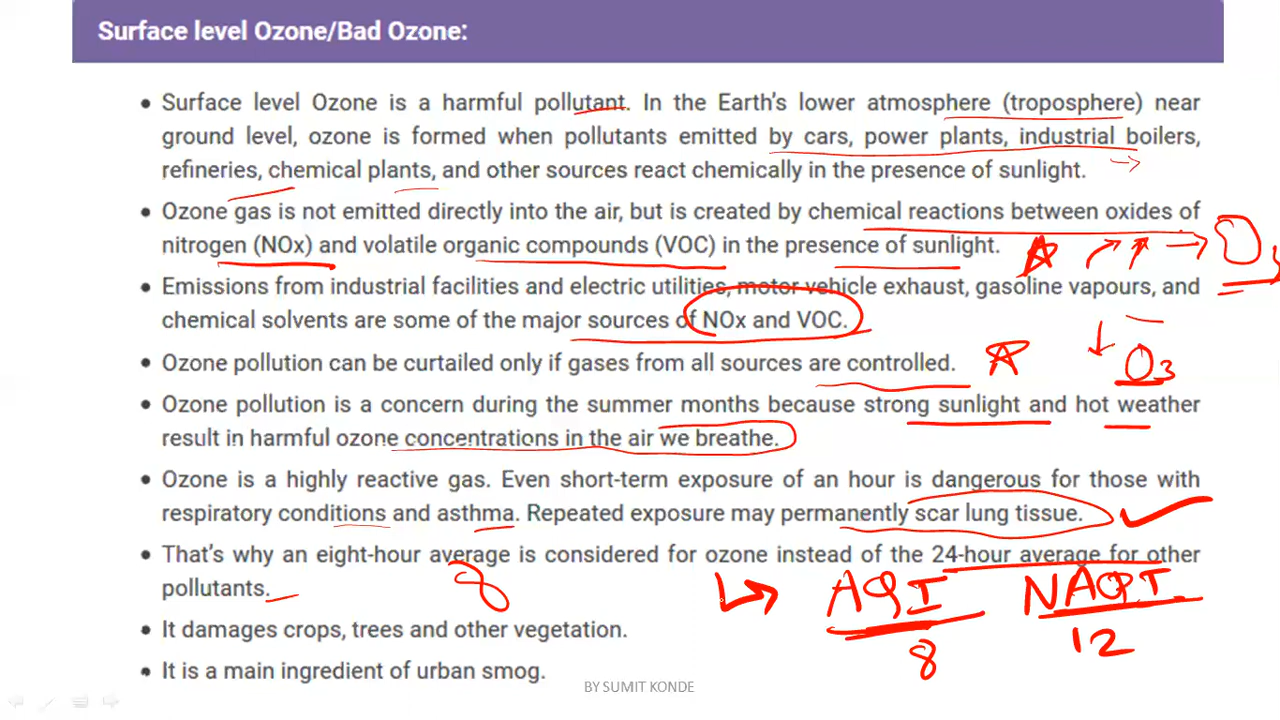 Surface level Ozone/Bad Ozone:
• Surface level Ozone is a harmful pollutant. In the Earth's lower atmosphere (troposphere) near
ground level, ozone is formed when pollutants emitted by cars, power plants, industrial boilers,
refineries, chemical plants, and other sources react chemically in the presence of sunlight.
• Ozone gas is not emitted directly into the air, but is created by chemical reactions between oxides of
nitrogen (NOx) and volatile organic compounds (VOC) in the presence of sunlight.
• Emissions from industrial facilities and electric utilities, motor vehicle exhaust, gasoline vapours, and
chemical solvents are some of the major sources of NOx and VOC.
• Ozone pollution can be curtailed only if gases from all sources are controlled.
O3
• Ozone pollution is a concern during the summer months because strong sunlight and hot weather
result in harmful ozone concentrations in the air we breathe.
• Ozone is a highly reactive gas. Even short-term exposure of an hour is dangerous for those with
respiratory conditions and asthma. Repeated exposure may permanently scar lung tissue.
• That's why an eight-hour average is considered for ozone instead of the 24-hour average for other
pollutants.
8
AQI NAQI
8 12
• It damages crops, trees and other vegetation.
• It is a main ingredient of urban smog.
BY SUMIT KONDE